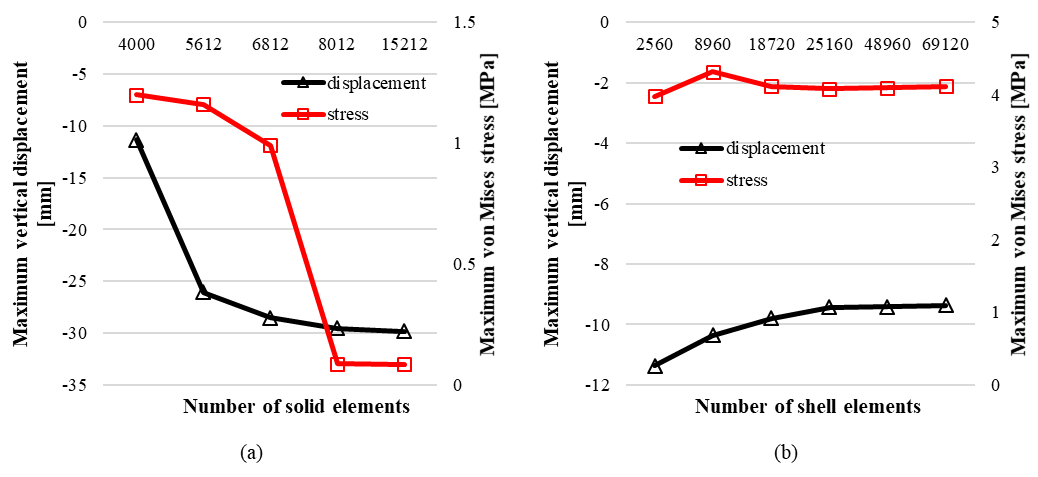 0
-5
-10
-15
-20
-25
-30
-35
Maximum vertical displacement
[mm]
4000 5612 6812 8012 15212
displacement
stress
1.5
1
0.5
0
Maximum von Mises stress [MPa]
Number of solid elements
(a)
0
-2
-4
-6
-8
-10
-12
Maximum vertical displacement
[mm]
2560 8960 18720 25160 48960 69120
displacement
stress
5
4
3
2
1
0
Maximum von Mises stress [MPa]
Number of shell elements
(b)